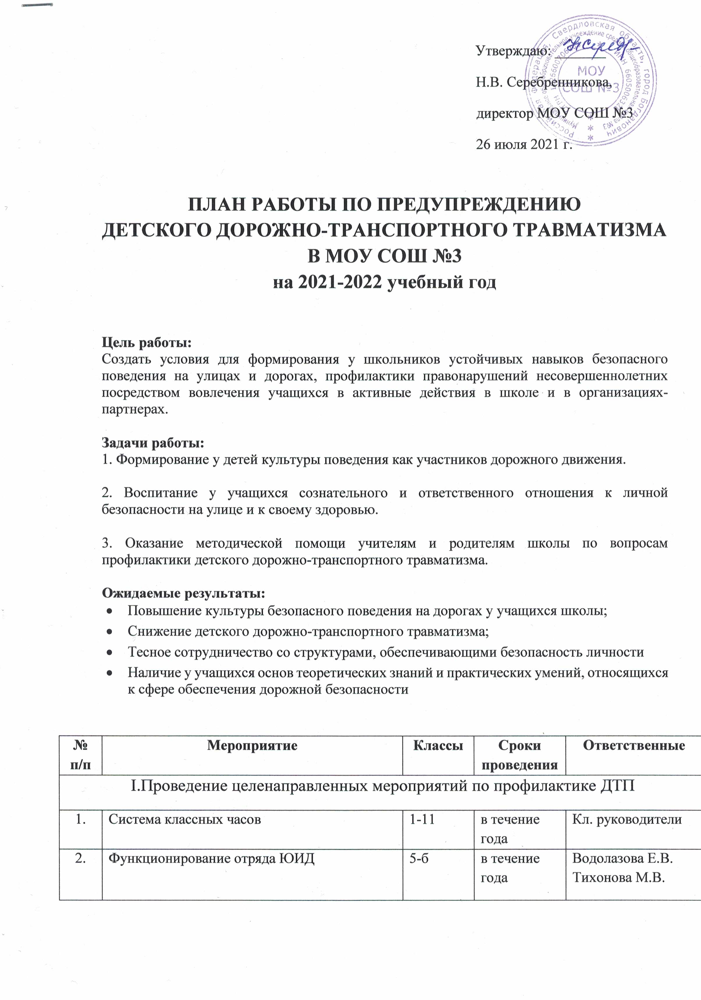 Утверждаю:
Н.В. Серебренникова,
директор МОУ СОШ №3
26 июля 2021 г.
МОУ
СОШ №3
Российская Федерация, Свердловская область, город Богданович
ПЛАН РАБОТЫ ПО ПРЕДУПРЕЖДЕНИЮ
ДЕТСКОГО ДОРОЖНО-ТРАНСПОРТНОГО ТРАВМАТИЗМА
В МОУ СОШ №3
на 2021-2022 учебный год
Цель работы:
Создать условия для формирования у школьников устойчивых навыков безопасного
поведения на улицах и дорогах, профилактики правонарушений несовершеннолетних
посредством вовлечения учащихся в активные действия в школе и в организациях-
партнерах.
Задачи работы:
1. Формирование у детей культуры поведения как участников дорожного движения.
2. Воспитание у учащихся сознательного и ответственного отношения к личной
безопасности на улице и к своему здоровью.
3. Оказание методической помощи учителям и родителям школы по вопросам
профилактики детского дорожно-транспортного травматизма.
Ожидаемые результаты:
• Повышение культуры безопасного поведения на дорогах у учащихся школы;
• Снижение детского дорожно-транспортного травматизма;
• Тесное сотрудничество со структурами, обеспечивающими безопасность личности
• Наличие у учащихся основ теоретических знаний и практических умений, относящихся
к сфере обеспечения дорожной безопасности
№ Мероприятие Классы Сроки Ответственные
п/п проведения
I.Проведение целенаправленных мероприятий по профилактике ДТП
1. Система классных часов 1-11 в течение Кл. руководители
года
2. Функционирование отряда ЮИД 5-б в течение Водолазова Е.В.
года Тихонова М.В.